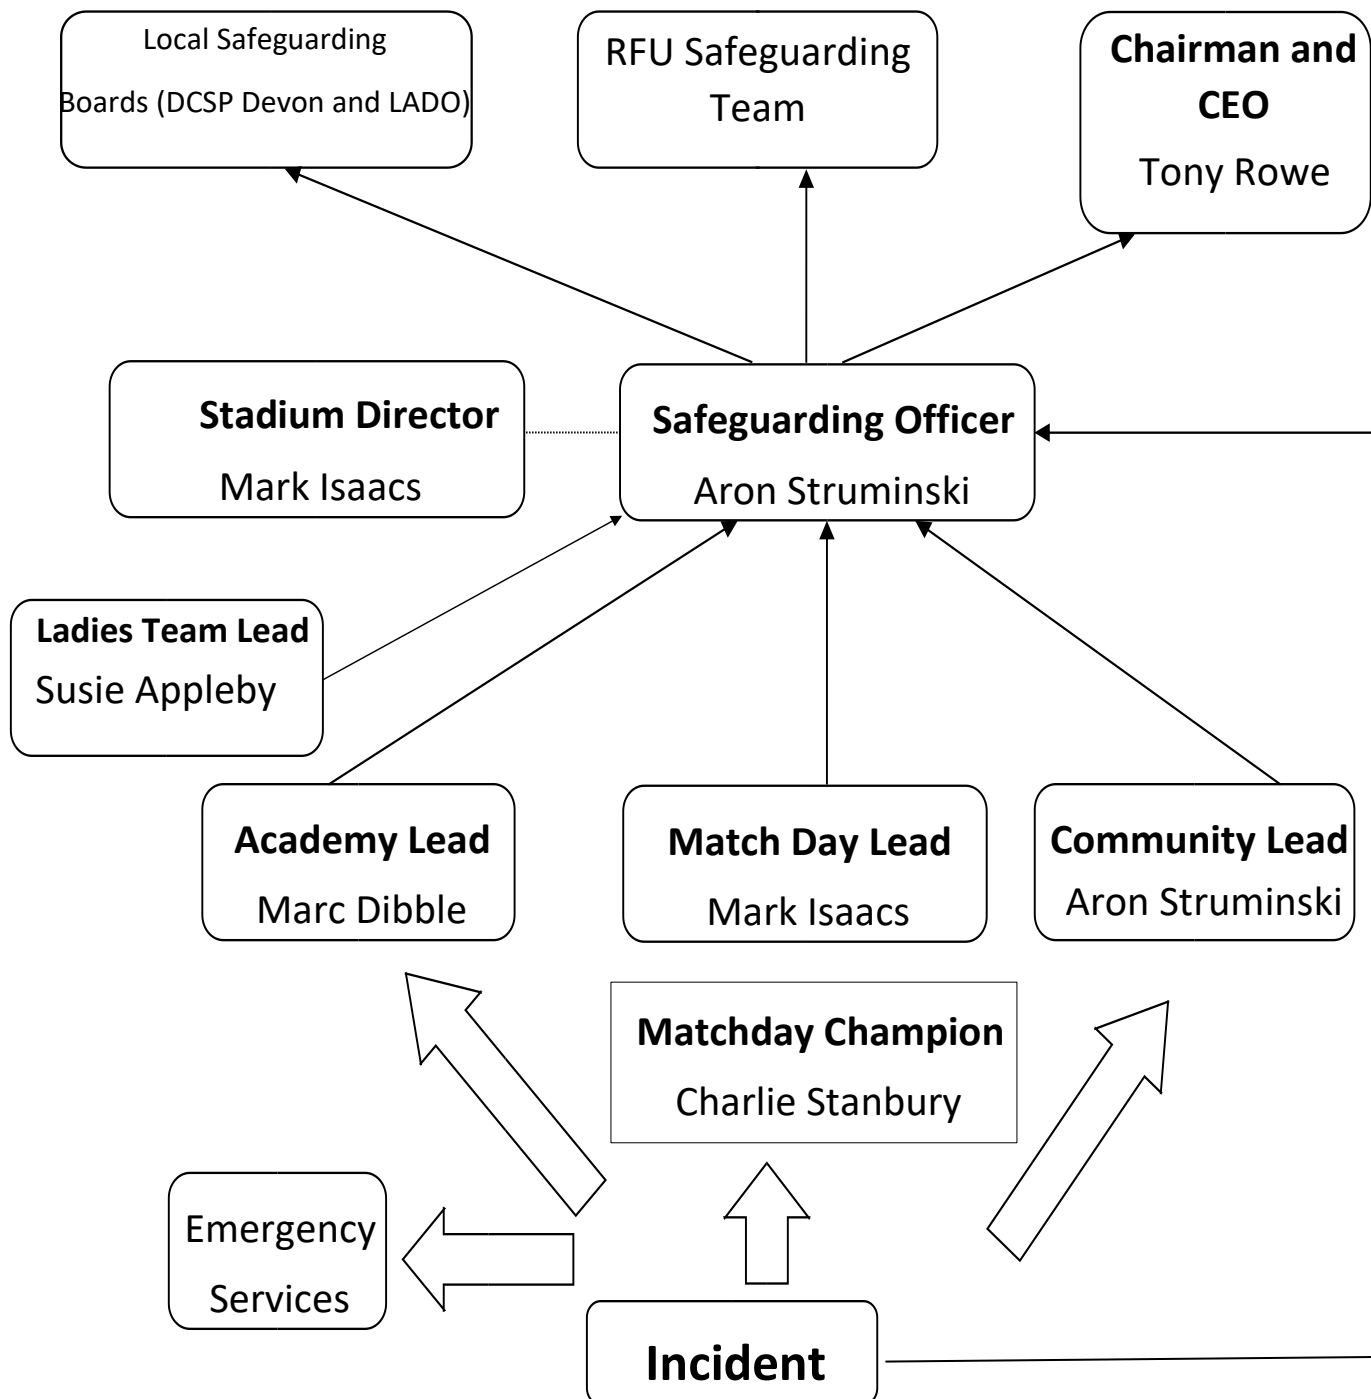 Local Safeguarding
Boards (DCSP Devon and LADO)
RFU Safeguarding
Team
Chairman and
CEO
Tony Rowe
Stadium Director
Mark Isaacs
Safeguarding Officer
Aron Struminski
Ladies Team Lead
Susie Appleby
Academy Lead
Marc Dibble
Match Day Lead
Mark Isaacs
Community Lead
Aron Struminski
Matchday Champion
Charlie Stanbury
Emergency
Services
Incident